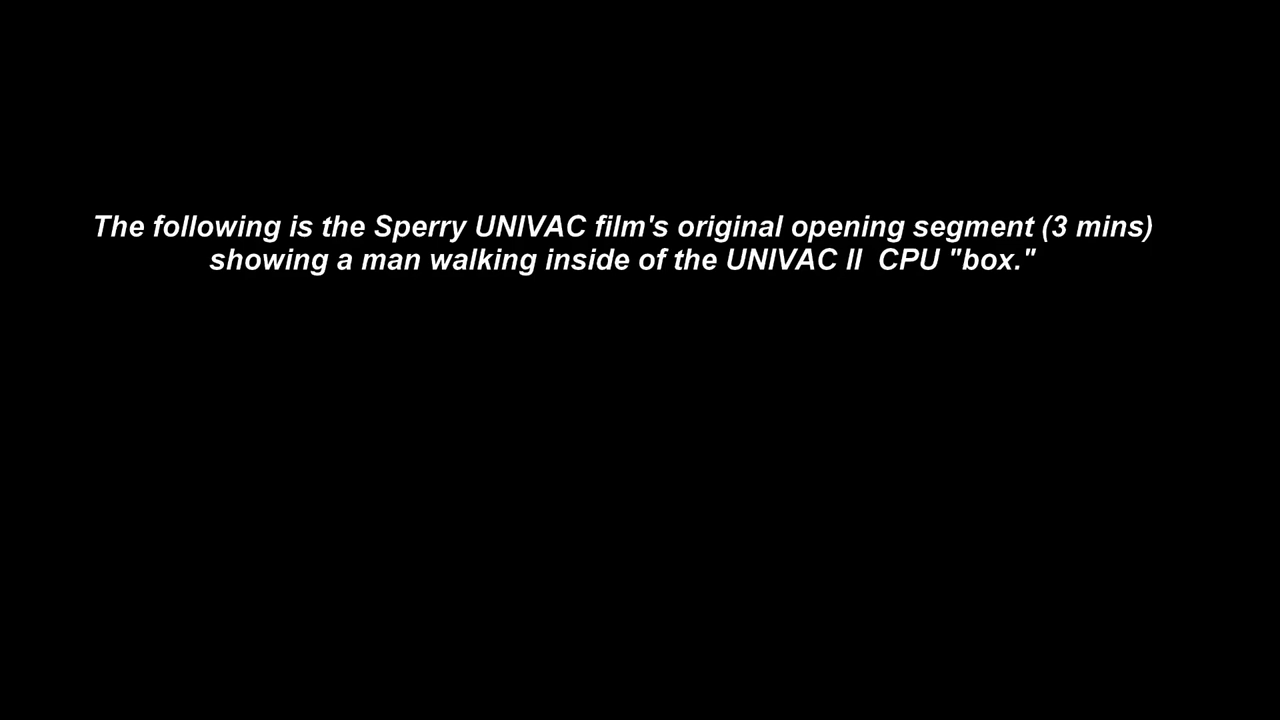 The following is the Sperry UNIVAC film's original opening segment (3 mins)
showing a man walking inside of the UNIVAC II  CPU "box."